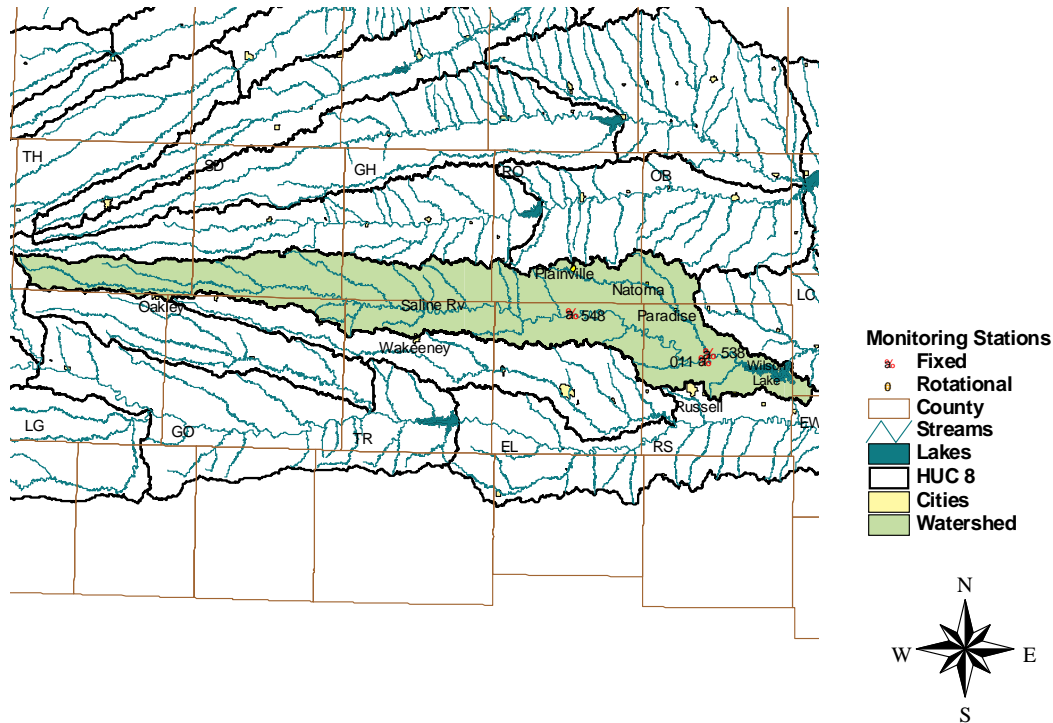 TH
SD
GH
RO
OB
Plainville
Natoma
LC
Oakley
Saline Rv
548
Paradise
Wakeeney
011
538
Wilson
Lake
Russell
LG
GO
TR
EL
RS
EW
Monitoring Stations
Fixed
Rotational
County
Streams
Lakes
HUC 8
Cities
Watershed
N
W
E
S